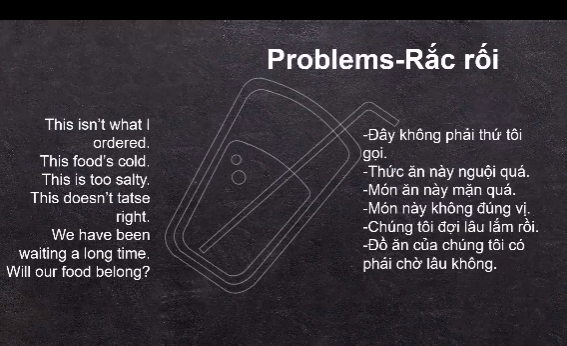 Problems-Rắc rối
This isn't what I
ordered.
This food's cold.
This is too salty.
This doesn't tatse
right.
We have been
waiting a long time.
Will our food belong?
-Đây không phải thứ tôi
gọi.
-Thức ăn này nguội quá.
-Món ăn này mặn quá.
-Món này không đúng vị.
-Chúng tôi đợi lâu lắm rồi.
-Đồ ăn của chúng tôi có
phải chờ lâu không.